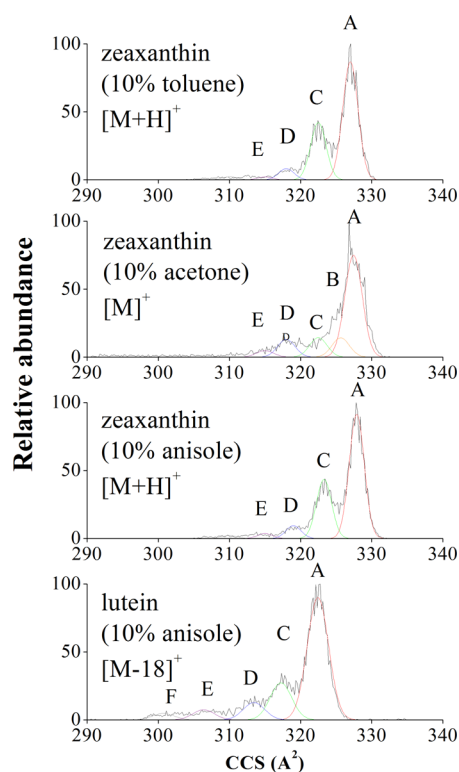 Relative abundance
A
100
zeaxanthin
(10% toluene)
C
50
[M+H]+
E
D
0
290 300 310 320 330 340
A
100
zeaxanthin
(10% acetone)
B
50
[M]+
E
D
C
D
0
290 300 310 320 330 340
A
100
zeaxanthin
(10% anisole)
C
50
[M+H]+
E
D
0
290 300 310 320 330 340
A
100
lutein
(10% anisole)
C
50
[M-18]+
F
E
D
0
290 300 310 320 330 340
CCS (A²)